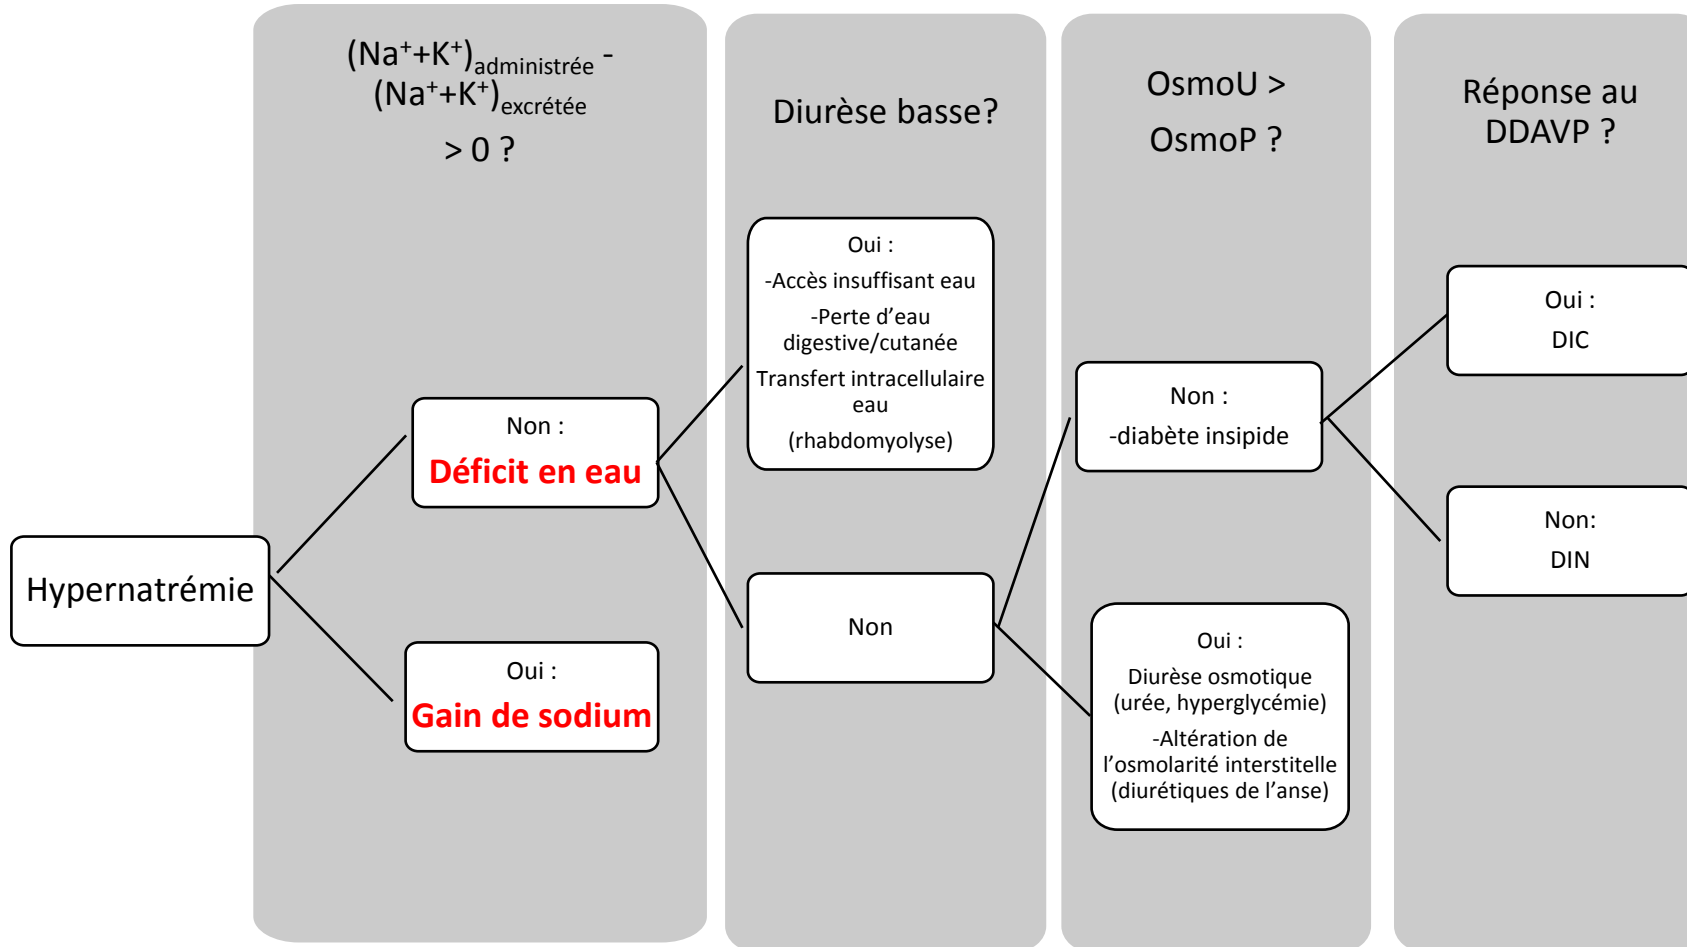 (Na⁺+K⁺)administrée -
(Na⁺+K⁺)excrétée
> 0 ?
Diurèse basse?
OsmoU >
OsmoP ?
Réponse au
DDAVP ?
Hypernatrémie
Non :
Déficit en eau
Oui :
Gain de sodium
Oui :
-Accès insuffisant eau
-Perte d’eau
digestive/cutanée
Transfert intracellulaire
eau
(rhabdomyolyse)
Non
Non :
-diabète insipide
Oui :
Diurèse osmotique
(urée, hyperglycémie)
-Altération de
l’osmolarité interstitelle
(diurétiques de l’anse)
Oui :
DIC
Non:
DIN